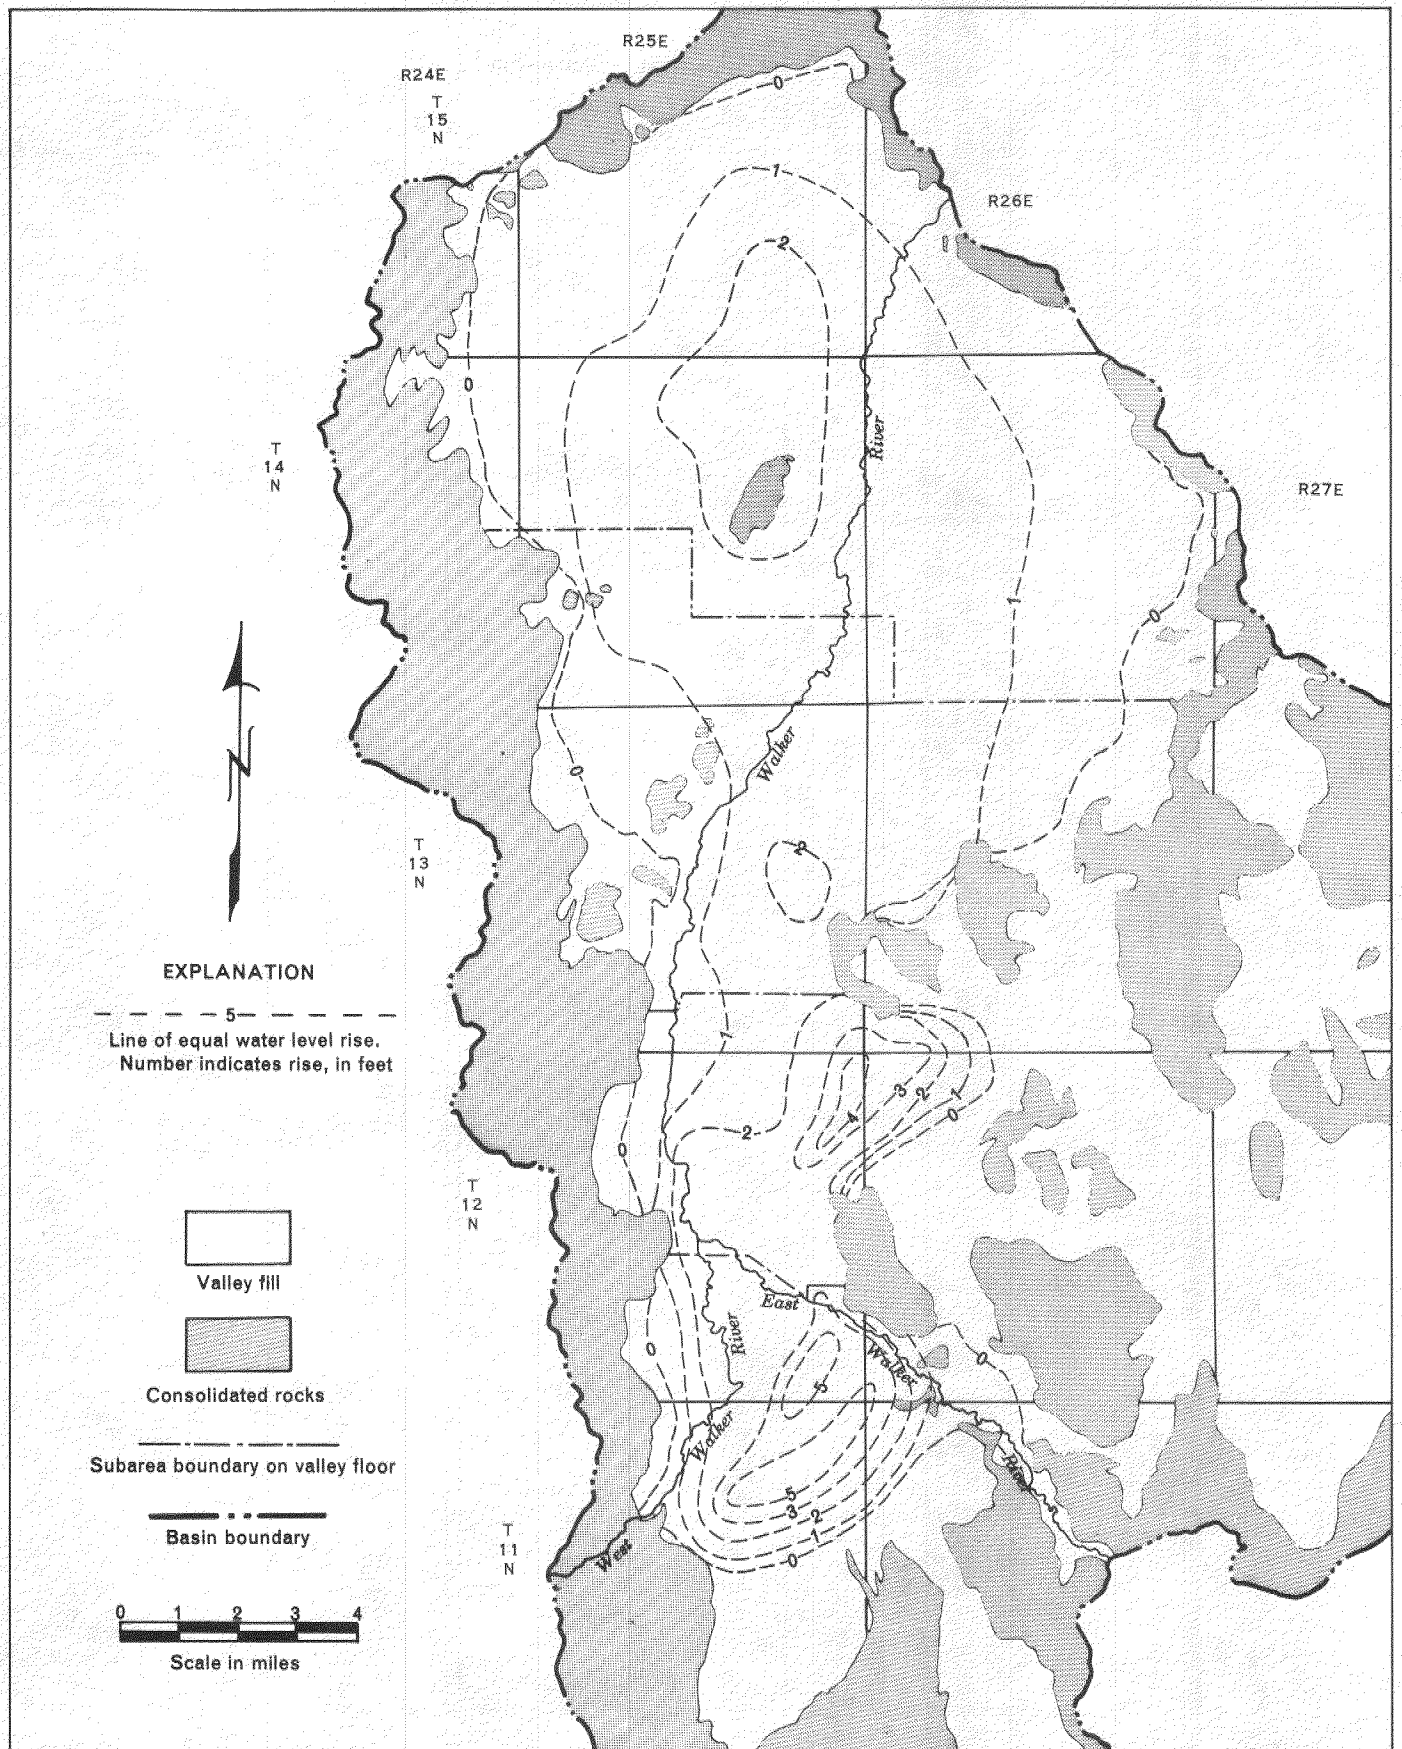 R25E
R24E
T
15
N
0
1
R26E
2
0
River
T
14
N
R27E
1
0
Walker
0
T
13
N
2
EXPLANATION
5
Line of equal water level rise.
Number indicates rise, in feet
1
3
2
1
0
4
2
0
T
12
N
Valley fill
East
River
Walker
0
0
5
Consolidated rocks
Walker
River
Subarea boundary on valley floor
5
3
2
1
0
Basin boundary
T
11
N
West
0 1 2 3 4
Scale in miles